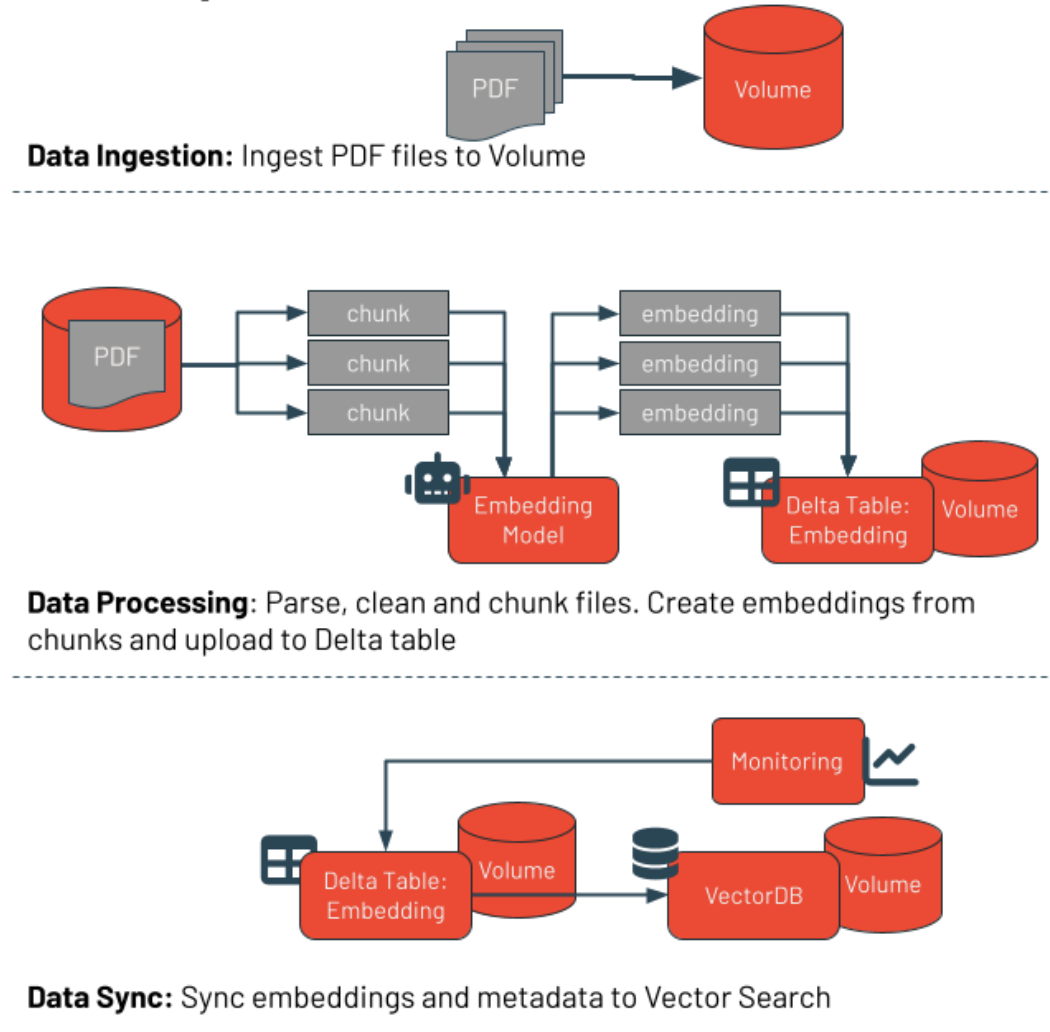 PDF
Volume
Data Ingestion: Ingest PDF files to Volume
PDF
chunk
chunk
chunk
embedding
embedding
embedding
Embedding
Model
Delta Table:
Embedding
Volume
Data Processing: Parse, clean and chunk files. Create embeddings from
chunks and upload to Delta table
Monitoring
Delta Table:
Embedding
Volume
VectorDB
Volume
Data Sync: Sync embeddings and metadata to Vector Search